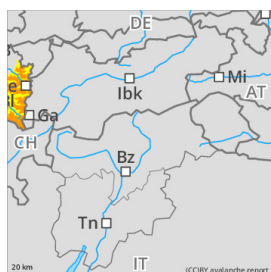 DE
Mi
Ibk
AT
Ga
CH
Bz
Tn
20 km
IT
(CC)BY avalanche.report